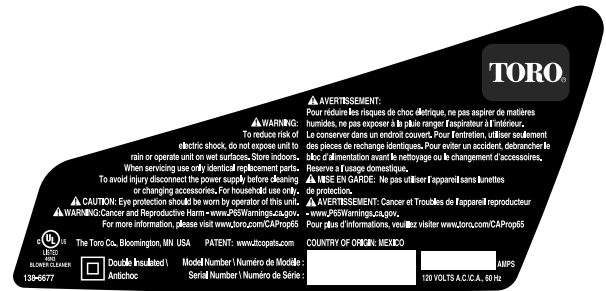 TORO
WARNING:
To reduce risk of
electric shock, do not expose unit to
rain or operate unit on wet surfaces. Store indoors.
When servicing use only identical replacement parts.
To avoid injury disconnect the power supply before cleaning
or changing accessories. For household use only.
CAUTION: Eye protection should be worn by operator of this unit.
WARNING:Cancer and Reproductive Harm - www.P65Warnings.ca.gov.
For more information, please visit www.toro.com/CAProp65
AVERTISSEMENT:
Pour réduire les risques de choc életrique, ne pas aspirer de matières
humides, ne pas exposer à la pluie ranger l'aspirateur à l'intérieur.
Le conserver dans un endroit couvert. Pour l'entretien, utiliser seulement
des pieces de rechange identiques. Pour eviter un accident, debrancher le
bloc d'alimentation avant le nettoyage ou le changement d'accessoires.
Reserve a l'usage domestique.
MISE EN GARDE: Ne pas utiliser l'appareil sans lunettes
de protection.
AVERTISSEMENT: Cancer et Troubles de l'appareil reproducteur
- www.P65Warnings.ca.gov.
Pour plus d'informations, veuillez visiter www.toro.com/CAProp65
c UL US
LISTED
46N3
BLOWER CLEANER
138-6677
The Toro Co., Bloomington, MN USA PATENT: www.ttcopats.com COUNTRY OF ORIGIN: MEXICO
Double Insulated \
Antichoc
Model Number \ Numéro de Modèle :
Serial Number \ Numéro de Série :
AMPS
120 VOLTS A.C./C.A., 60 Hz